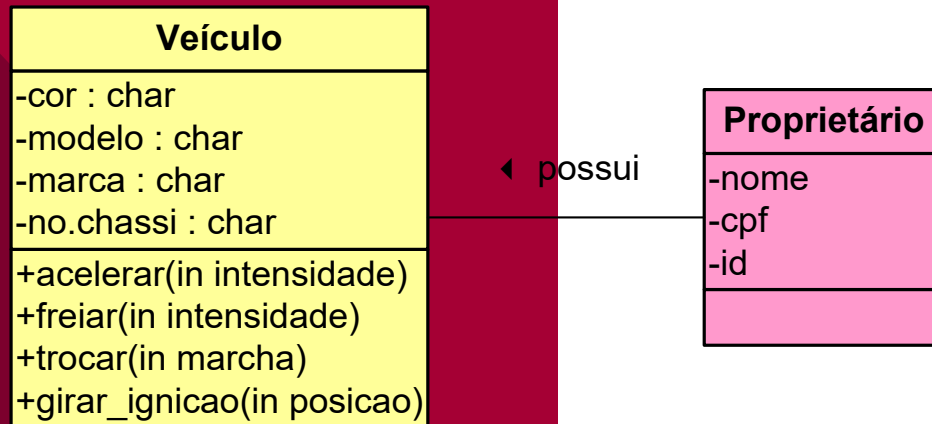 Veículo
-cor : char
-modelo : char
-marca : char
-no.chassi : char
+acelerar(in intensidade)
+freiar(in intensidade)
+trocar(in marcha)
+girar_ignicao(in posicao)
possui
Proprietário
-nome
-cpf
-id